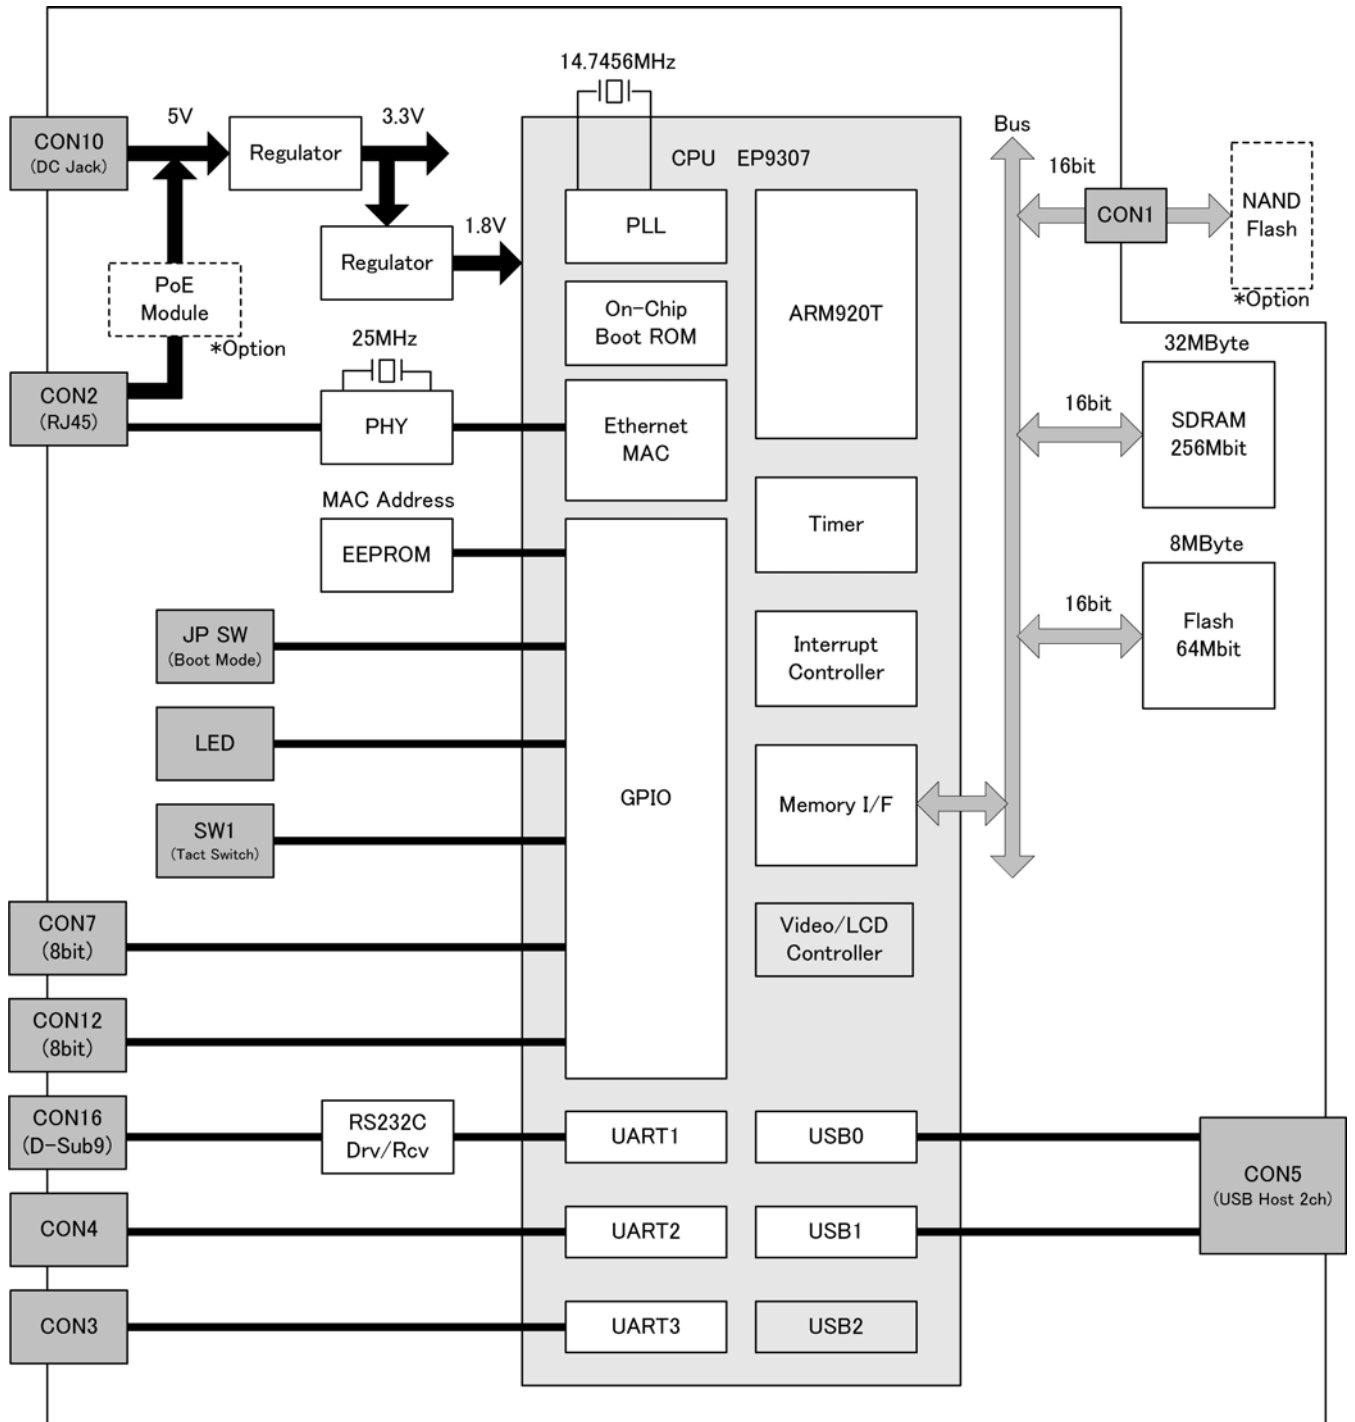 14.7456MHz
CON10
(DC Jack)
5V
Regulator
3.3V
CPU EP9307
Bus
16bit
CON1
NAND
Flash
*Option
PLL
Regulator
1.8V
PoE
Module
*Option
On-Chip
Boot ROM
ARM920T
25MHz
CON2
(RJ45)
PHY
Ethernet
MAC
32MByte
16bit
SDRAM
256Mbit
MAC Address
EEPROM
Timer
8MByte
16bit
Flash
64Mbit
JP SW
(Boot Mode)
Interrupt
Controller
LED
GPIO
Memory I/F
SW1
(Tact Switch)
CON7
(8bit)
Video/LCD
Controller
CON12
(8bit)
CON16
(D-Sub9)
RS232C
Drv/Rcv
UART1
USB0
CON5
(USB Host 2ch)
CON4
UART2
USB1
CON3
UART3
USB2